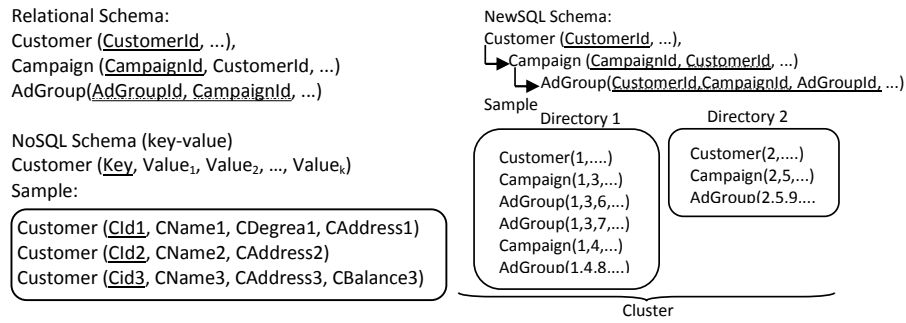 Relational Schema:
Customer (CustomerId, ...),
Campaign (CampaignId, CustomerId, ...)
AdGroup(AdGroupId, CampaignId, ...)
NoSQL Schema (key-value)
Customer (Key, Value1, Value2, ..., Valuek)
Sample:
Customer (CId1, CName1, CDegrea1, CAddress1)
Customer (CId2, CName2, CAddress2)
Customer (Cid3, CName3, CAddress3, CBalance3)
NewSQL Schema:
Customer (CustomerId, ...),
Campaign (CampaignId, CustomerId, ...)
AdGroup(CustomerId,CampaignId, AdGroupId, ...)
Sample
Directory 1
Customer(1,....)
Campaign(1,3,...)
AdGroup(1,3,6,...)
AdGroup(1,3,7,...)
Campaign(1,4,...)
AdGroup(1.4.8....)
Directory 2
Customer(2,....)
Campaign(2,5,...)
AdGroup(2.5.9....
Cluster